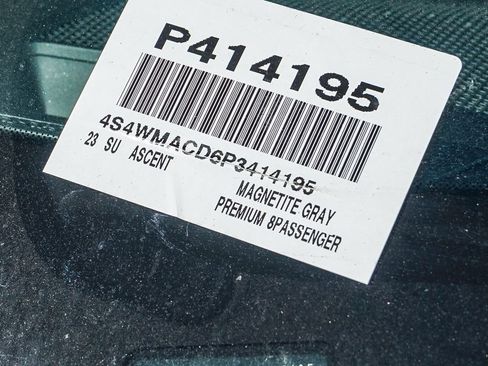 P414195
4S4WMACD6P3414195
23 SU ASCENT
MAGNETITE GRAY
PREMIUM 8PASSENGER